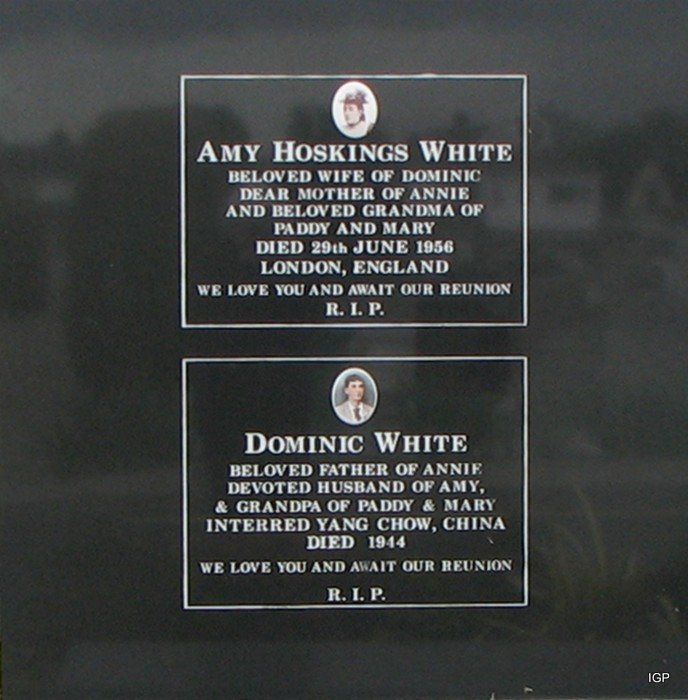 AMY HOSKINGS WHITE
BELOVED WIFE OF DOMINIC
DEAR MOTHER OF ANNIE
AND BELOVED GRANDMA OF
PADDY AND MARY
DIED 29th JUNE 1956
LONDON, ENGLAND
WE LOVE YOU AND AWAIT OUR REUNION
R. I. P.
DOMINIC WHITE
BELOVED FATHER OF ANNIE
DEVOTED HUSBAND OF AMY,
& GRANDPA OF PADDY & MARY
INTERRED YANG CHOW, CHINA
DIED 1944
WE LOVE YOU AND AWAIT OUR REUNION
R. I. P.
IGP